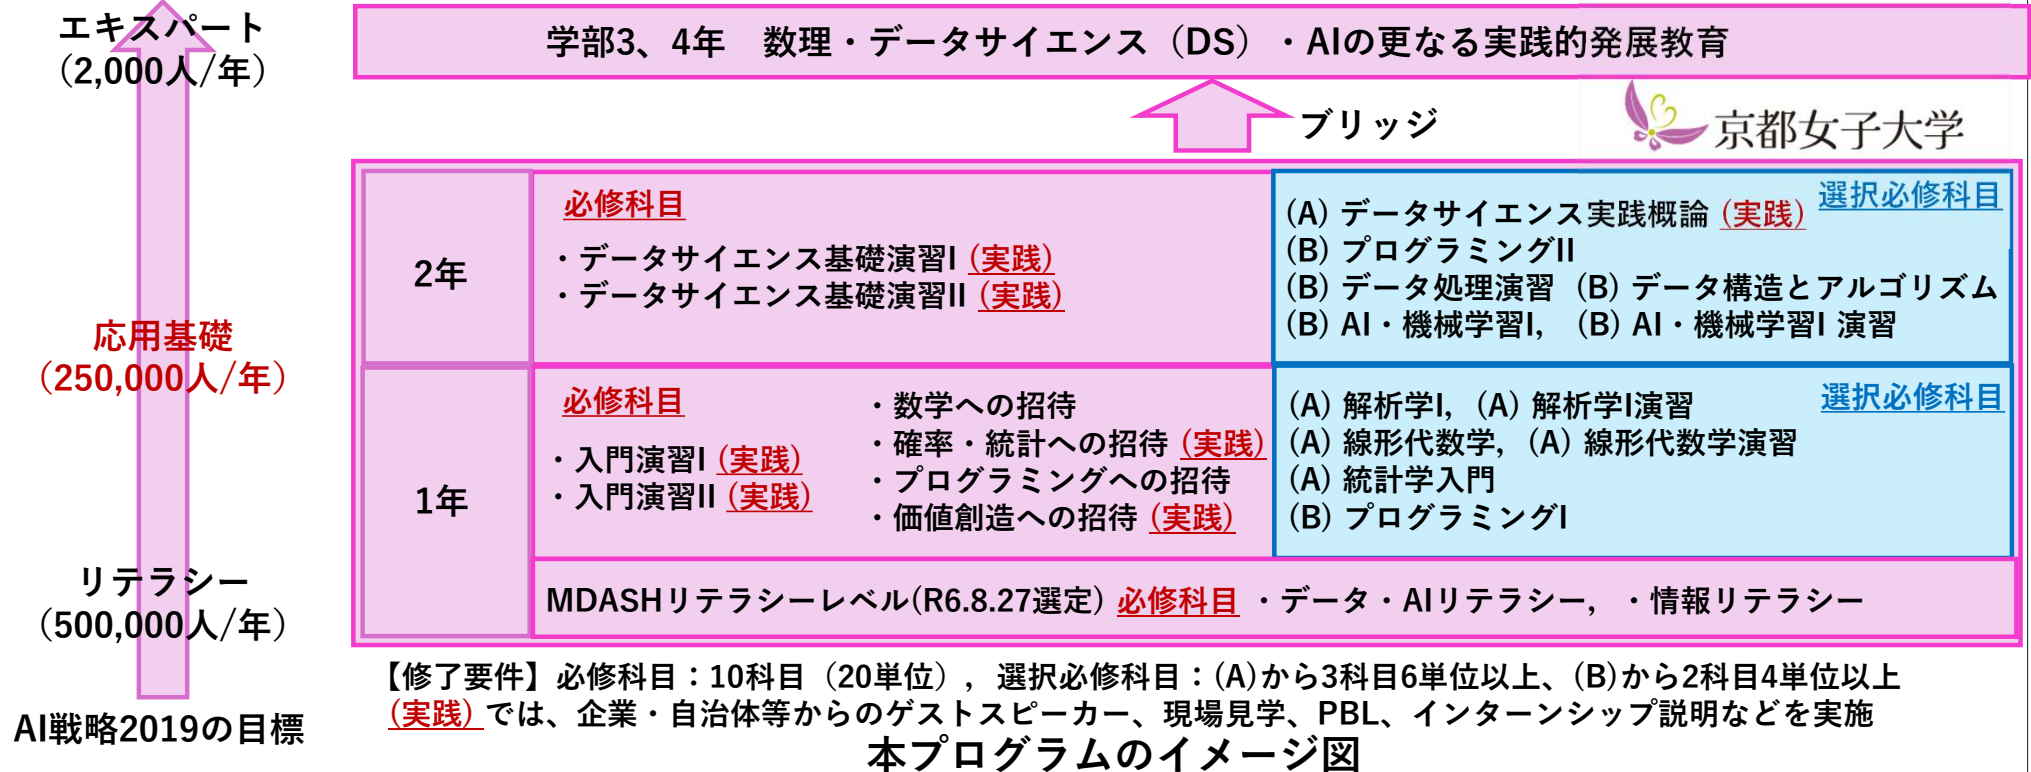 エキスパート
（2,000人/年）
応用基礎
（250,000人/年）
リテラシー
（500,000人/年）
AI戦略2019の目標
学部3、4年　数理・データサイエンス（DS）・AIの更なる実践的発展教育
ブリッジ
京都女子大学
2年
必修科目
・データサイエンス基礎演習I (実践)
・データサイエンス基礎演習II (実践)
選択必修科目
(A) データサイエンス実践概論 (実践)
(B) プログラミングII
(B) データ処理演習 (B) データ構造とアルゴリズム
(B) AI・機械学習I, (B) AI・機械学習I 演習
1年
必修科目
・入門演習I (実践)
・入門演習II (実践)
・数学への招待
・確率・統計への招待 (実践)
・プログラミングへの招待
・価値創造への招待 (実践)
選択必修科目
(A) 解析学I, (A) 解析学I演習
(A) 線形代数学, (A) 線形代数学演習
(A) 統計学入門
(B) プログラミングI
MDASHリテラシーレベル(R6.8.27選定) 必修科目 ・データ・AIリテラシー, ・情報リテラシー
【修了要件】必修科目：10科目（20単位）, 選択必修科目：(A)から3科目6単位以上、(B)から2科目4単位以上
(実践) では、企業・自治体等からのゲストスピーカー、現場見学、PBL、インターンシップ説明などを実施
本プログラムのイメージ図